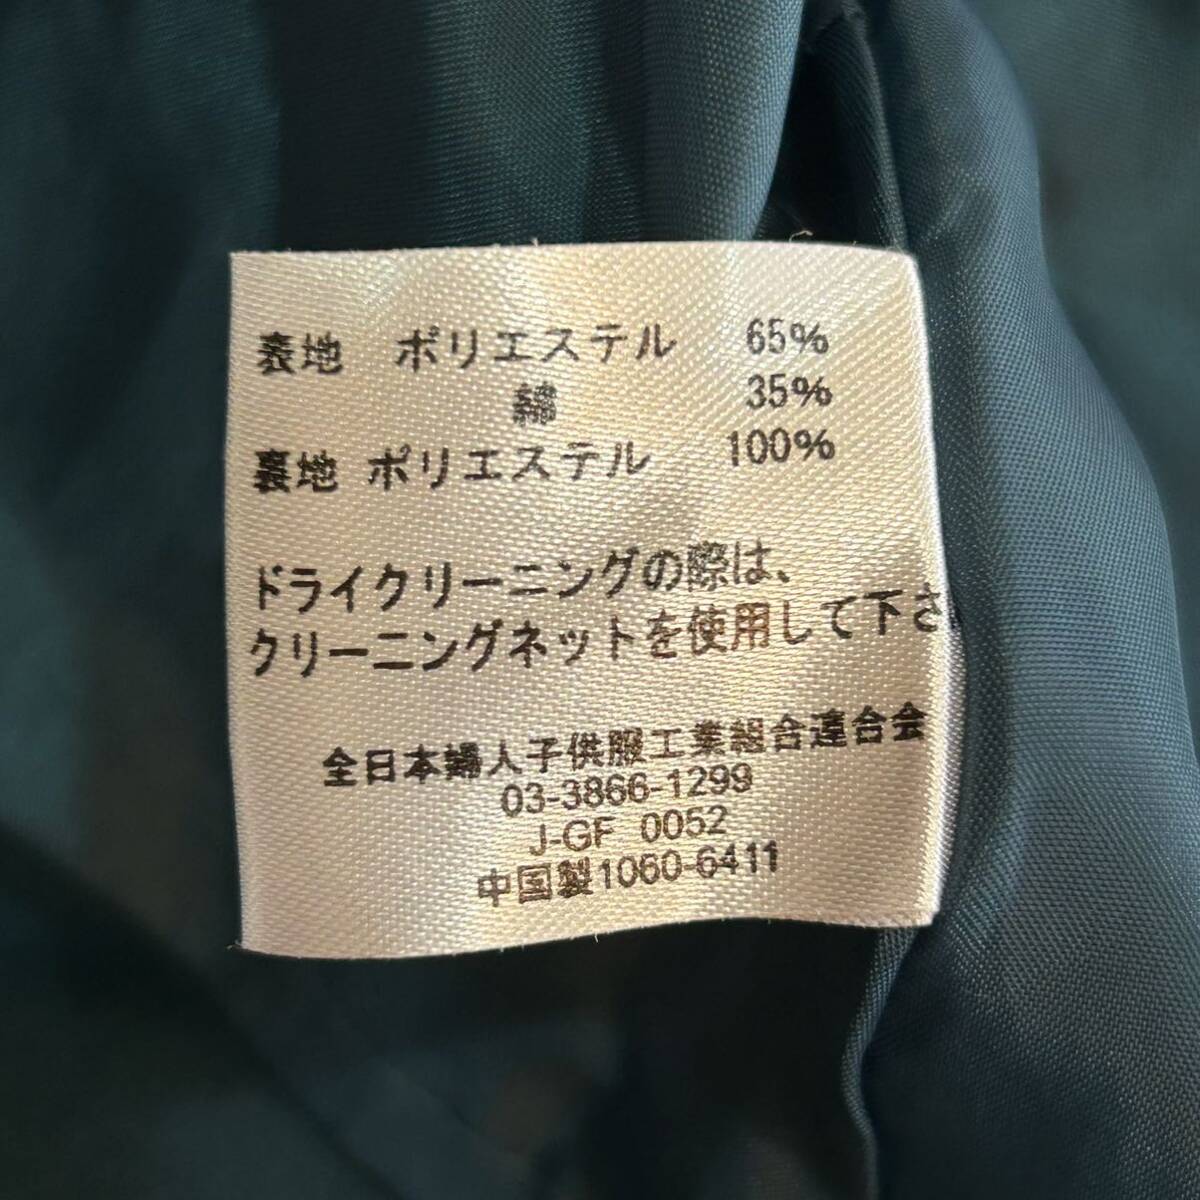 表地 ポリエステル 65%
綿 35%
裏地 ポリエステル 100%
ドライクリーニングの際は、
クリーニングネットを使用して下さ
全日本婦人子供服工業組合連合会
03-3866-1299
J-GF 0052
中国製1060-6411